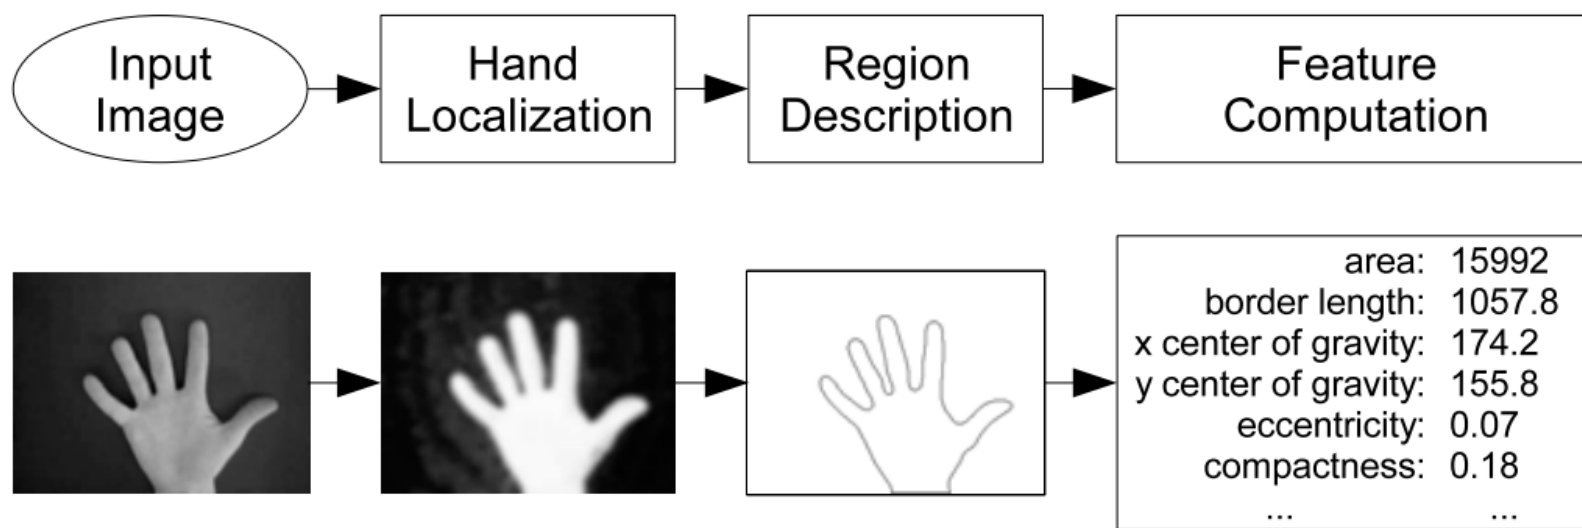 Input
Image
Hand
Localization
Region
Description
Feature
Computation
area: 15992
border length: 1057.8
x center of gravity: 174.2
y center of gravity: 155.8
eccentricity: 0.07
compactness: 0.18
... ...